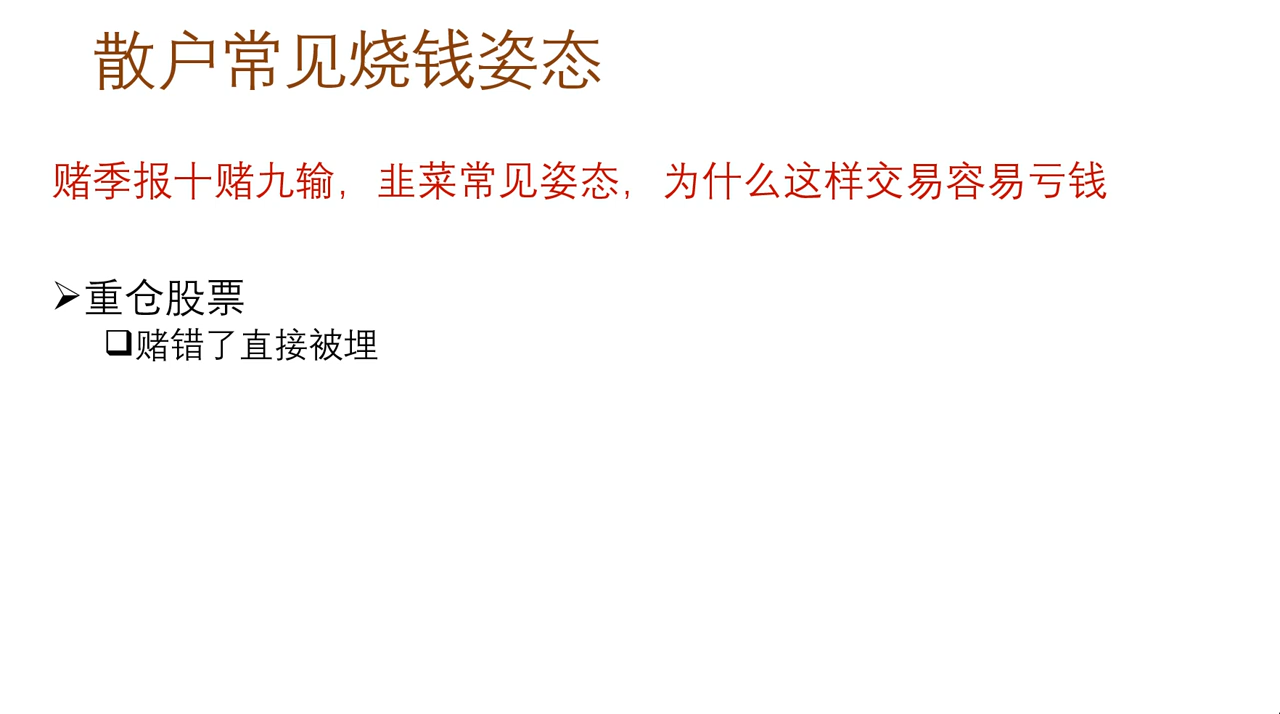 散户常见烧钱姿态
赌季报十赌九输，韭菜常见姿态，为什么这样交易容易亏钱
重仓股票
赌错了直接被埋